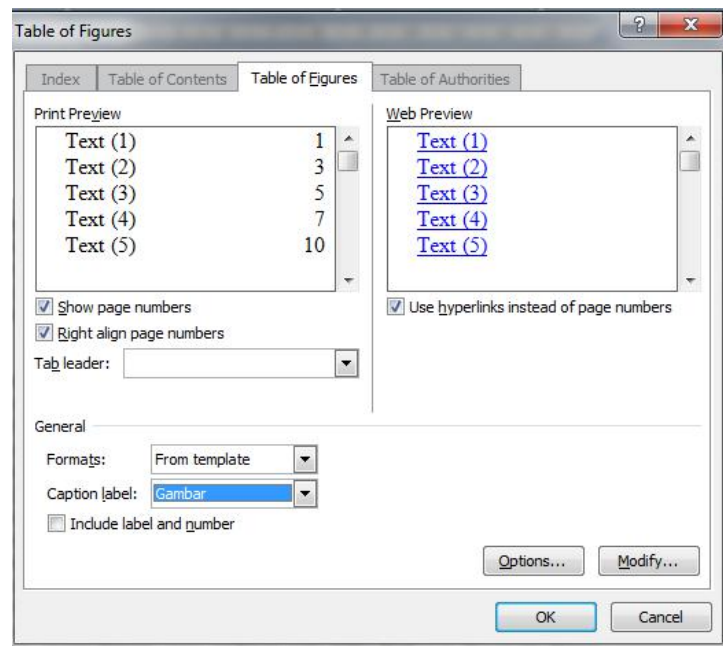 Table of Figures
Index Table of Contents Table of Figures Table of Authorities
Print Preview
Text (1) 1
Text (2) 3
Text (3) 5
Text (4) 7
Text (5) 10
Web Preview
Text (1)
Text (2)
Text (3)
Text (4)
Text (5)
Show page numbers
Right align page numbers
Tab leader:
Use hyperlinks instead of page numbers
General
Formats: From template
Caption label: Gambar
Include label and number
Options... Modify...
OK Cancel